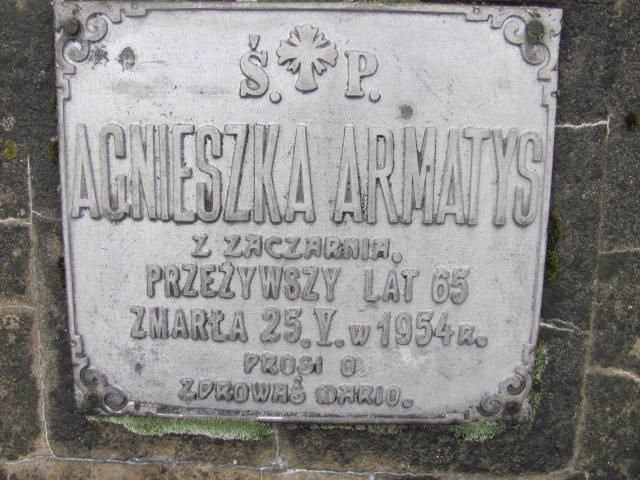 Ś. P.
AGNIESZKA ARMATYS
Z ZACZARNIA.
PRZEŻYWSZY LAT 65
ZMARŁA 25.V. w 1954 R.
PROSI O
ZDROWAŚ MARIO.